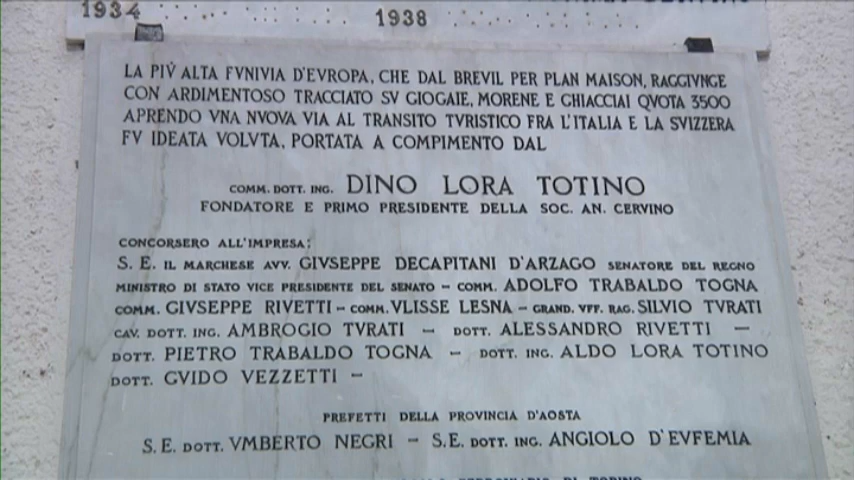 1934
1938
LA PIV̀ ALTA FVNIVIA D'EVROPA, CHE DAL BREVIL PER PLAN MAISON, RAGGIVNGE
CON ARDIMENTOSO TRACCIATO SV GIOGAIE, MORENE E GHIACCIAI QVOTA 3500
APRENDO VNA NVOVA VIA AL TRANSITO TVRISTICO FRA L'ITALIA E LA SVIZZERA
FV IDEATA VOLVTA, PORTATA A COMPIMENTO DAL
COMM. DOTT. ING. DINO LORA TOTINO
FONDATORE E PRIMO PRESIDENTE DELLA SOC. AN. CERVINO
CONCORSERO ALL'IMPRESA:
S. E. IL MARCHESE AVV. GIVSEPPE DECAPITANI D'ARZAGO SENATORE DEL REGNO
MINISTRO DI STATO VICE PRESIDENTE DEL SENATO – COMM. ADOLFO TRABALDO TOGNA
COMM. GIVSEPPE RIVETTI – COMM. VLISSE LESNA – GRAND. VFF. RAG. SILVIO TVRATI
CAV. DOTT. ING. AMBROGIO TVRATI – DOTT. ALESSANDRO RIVETTI –
DOTT. PIETRO TRABALDO TOGNA – DOTT. ING. ALDO LORA TOTINO
DOTT. GVIDO VEZZETTI –
PREFETTI DELLA PROVINCIA D'AOSTA
S. E. DOTT. VMBERTO NEGRI – S. E. DOTT. ING. ANGIOLO D'EVFEMIA